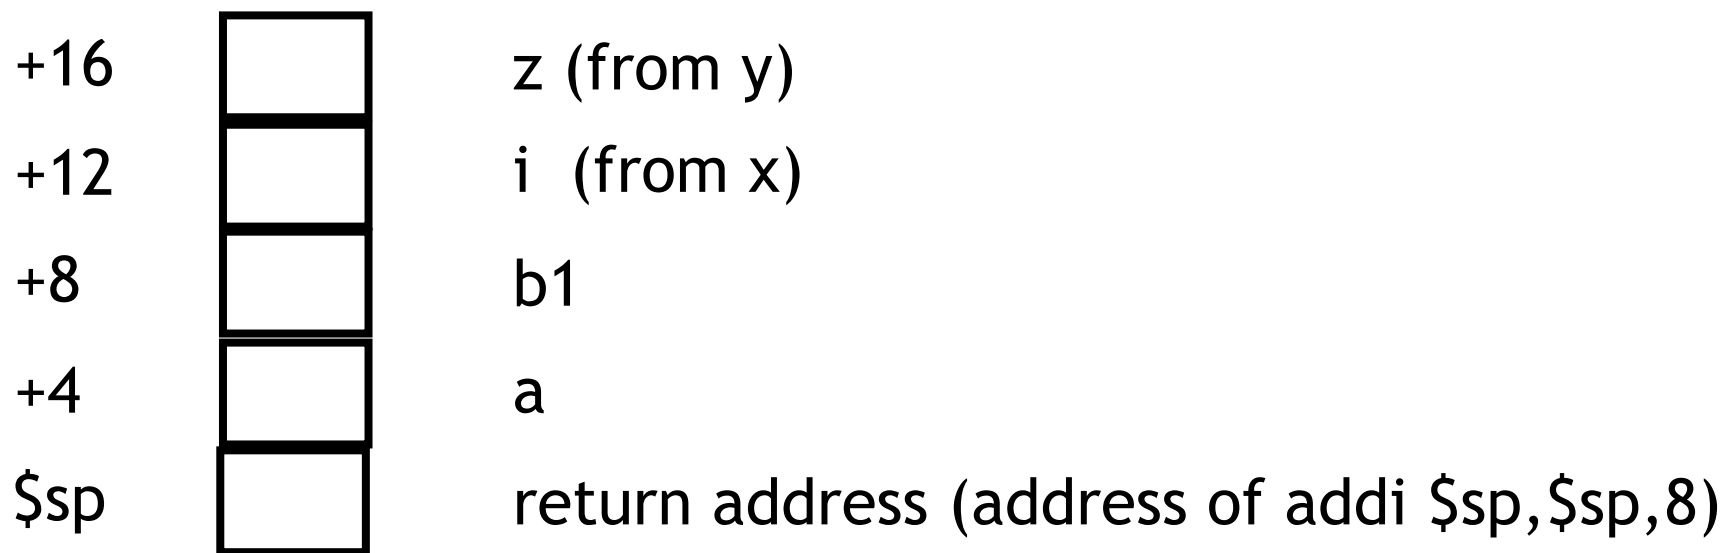 +16 z (from y)
+12 i (from x)
+8 b1
+4 a
$sp return address (address of addi $sp,$sp,8)